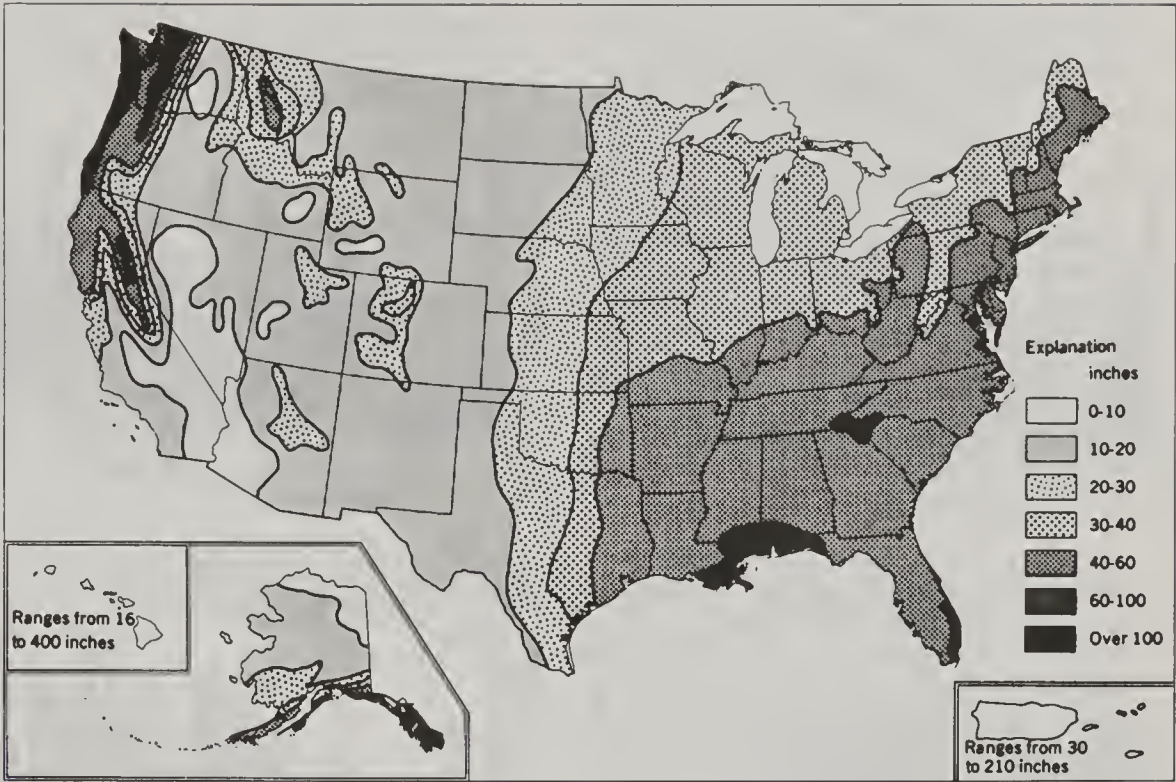 Explanation
inches
0-10
10-20
20-30
30-40
40-60
60-100
Over 100
Ranges from 16
to 400 inches
Ranges from 30
to 210 inches